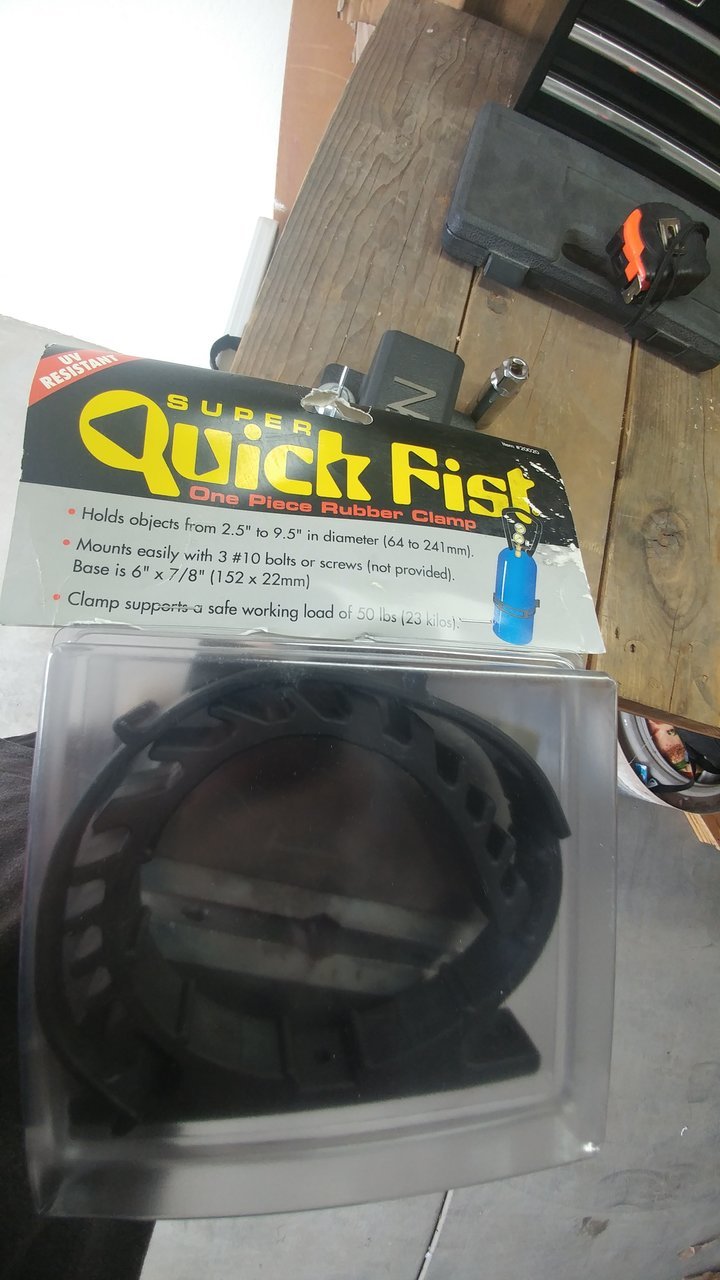 UV
RESISTANT
SUPER
Quick Fist
Item #20020
One Piece Rubber Clamp
• Holds objects from 2.5" to 9.5" in diameter (64 to 241mm).
• Mounts easily with 3 #10 bolts or screws (not provided).
Base is 6" x 7/8" (152 x 22mm)
• Clamp supports a safe working load of 50 lbs (23 kilos).